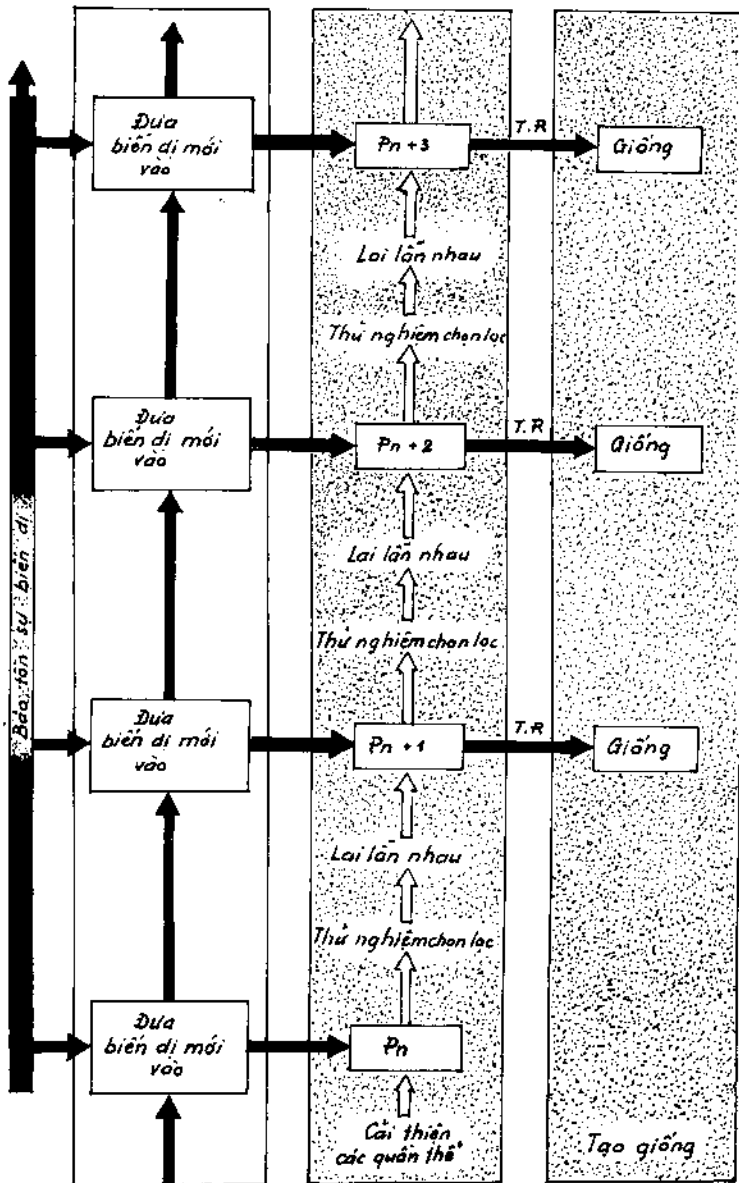 Đưa
biến dị mới
vào
Pn + 3
T.R
Giống
Lai lẫn nhau
Thử nghiệm chọn lọc
Đưa
biến dị mới
vào
Pn + 2
T.R
Giống
Lai lẫn nhau
Thử nghiệm chọn lọc
Bảo tồn sự biến dị
Đưa
biến dị mới
vào
Pn + 1
T.R
Giống
Lai lẫn nhau
Thử nghiệm chọn lọc
Đưa
biến dị mới
vào
Pn
Cải thiện
các quần thể
Tạo giống